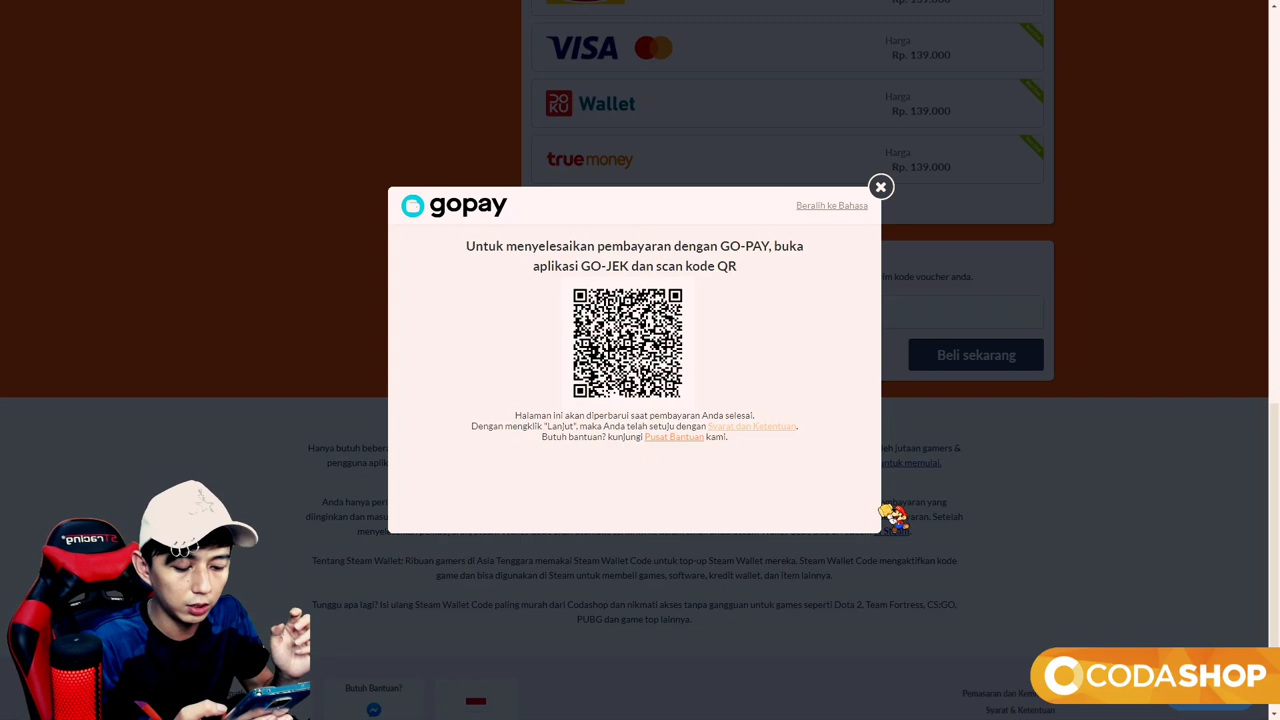 Rp. 139.000
VISA
Harga
Rp. 139.000
DOKU Wallet
Harga
Rp. 139.000
truemoney
Harga
Rp. 139.000
gopay
Beralih ke Bahasa
Untuk menyelesaikan pembayaran dengan GO-PAY, buka
aplikasi GO-JEK dan scan kode QR
im kode voucher anda.
Beli sekarang
Halaman ini akan diperbarui saat pembayaran Anda selesai.
Dengan mengklik "Lanjut", maka Anda telah setuju dengan Syarat dan Ketentuan.
Butuh bantuan? kunjungi Pusat Bantuan kami.
Hanya butuh bebera
leh jutaan gamers &
pengguna aplik
untuk memulai.
Anda hanya per
embayaran yang
diinginkan dan masu
aran. Setelah
Tentang Steam Wallet: Ribuan gamers di Asia Tenggara memakai Steam Wallet Code untuk top-up Steam Wallet mereka. Steam Wallet Code mengaktifkan kode
game dan bisa digunakan di Steam untuk membeli games, software, kredit wallet, dan item lainnya.
Tunggu apa lagi? Isi ulang Steam Wallet Code paling murah dari Codashop dan nikmati akses tanpa gangguan untuk games seperti Dota 2, Team Fortress, CS:GO,
PUBG dan game top lainnya.
STracing
Butuh Bantuan?
Syarat & Ketentuan
CODASHOP